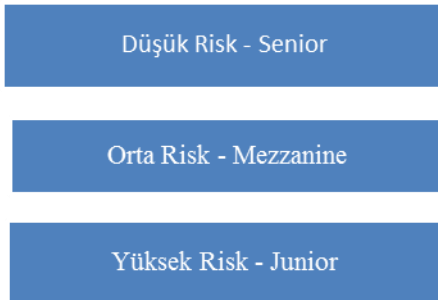 Düşük Risk - Senior
Orta Risk - Mezzanine
Yüksek Risk - Junior